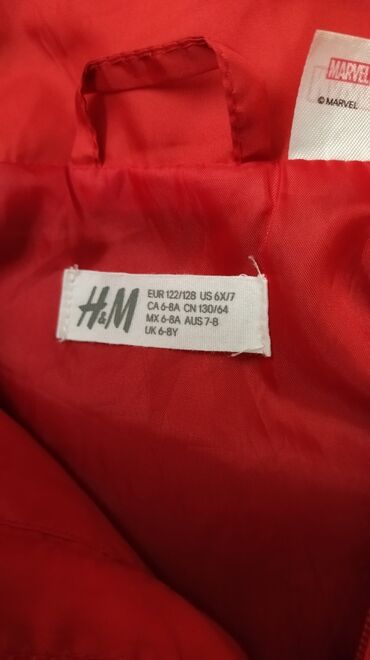 MARVEL
© MARVEL
H&M
EUR 122/128 US 6X/7
CA 6-8A CN 130/64
MX 6-8A AUS 7-8
UK 6-8Y